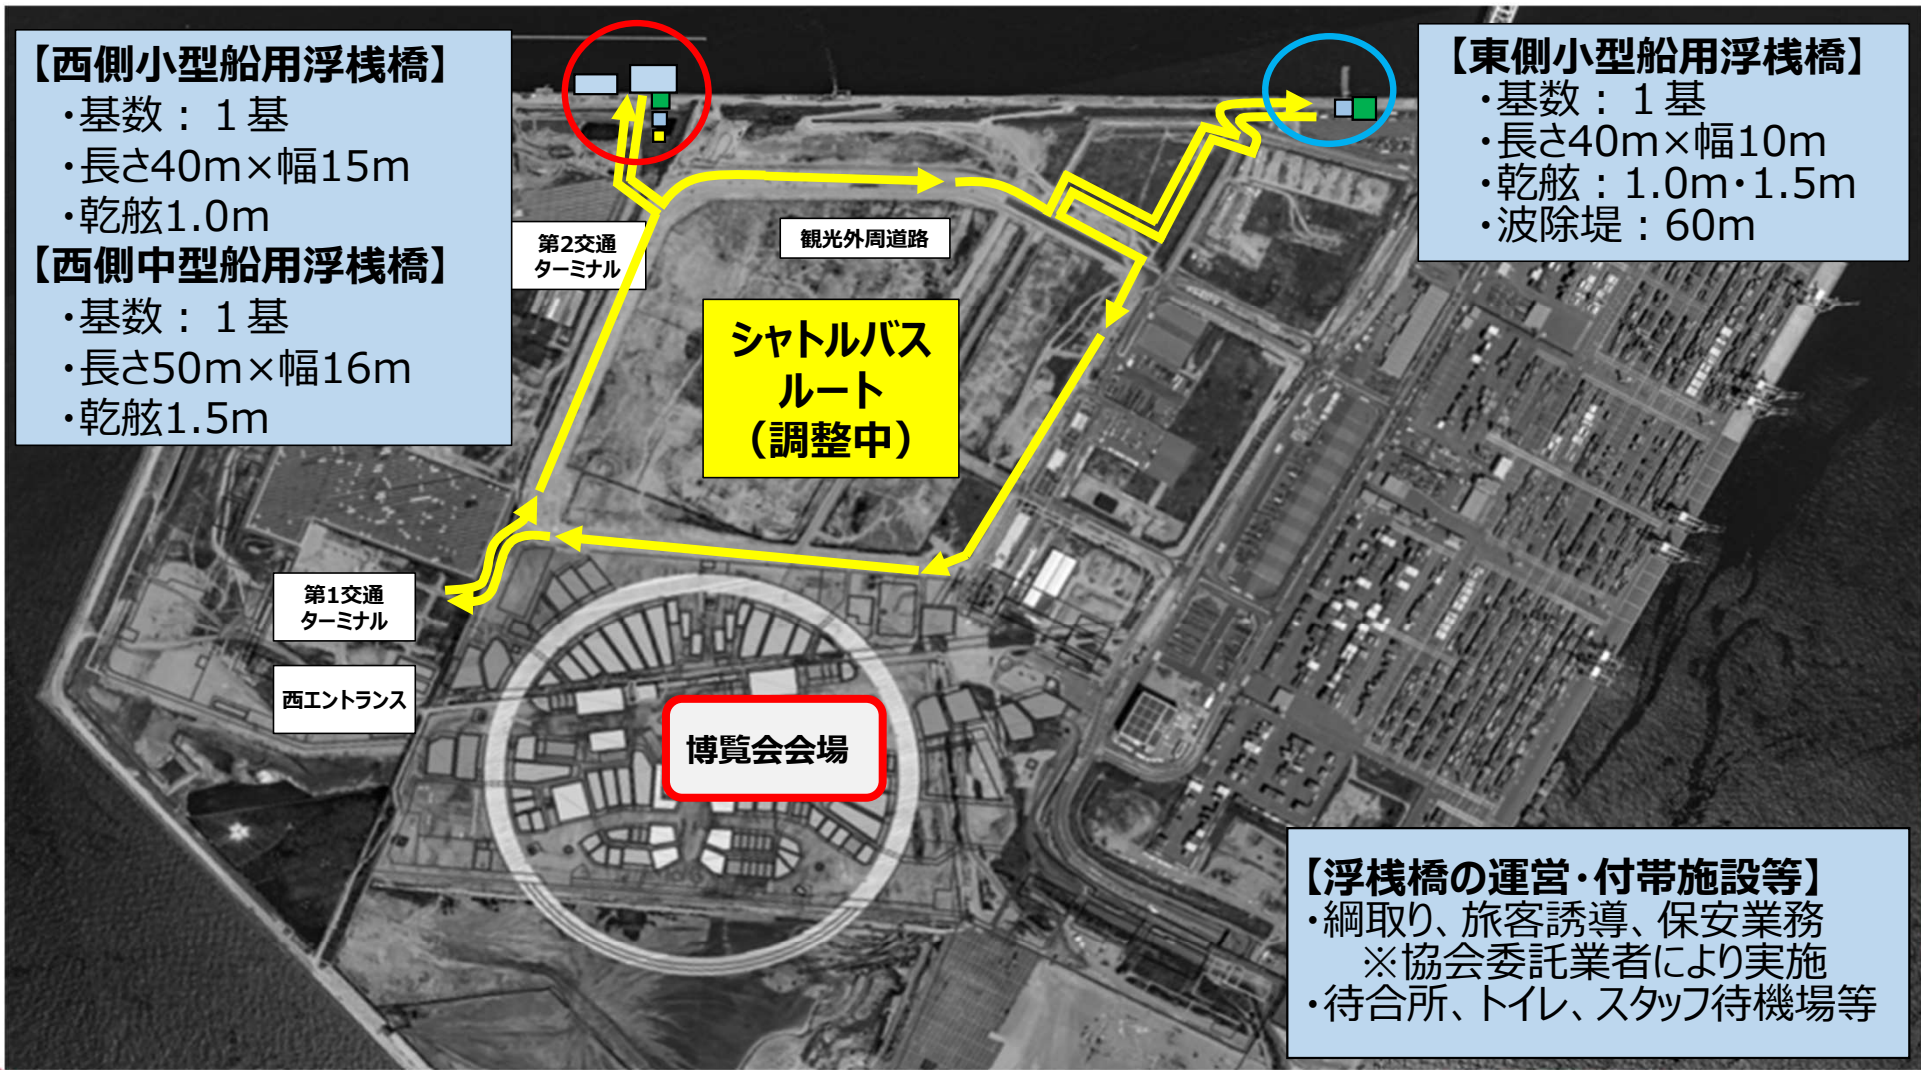 【西側小型船用浮桟橋】
・基数：１基
・長さ40m×幅15m
・乾舷1.0m
【西側中型船用浮桟橋】
・基数：１基
・長さ50m×幅16m
・乾舷1.5m
【東側小型船用浮桟橋】
・基数：１基
・長さ40m×幅10m
・乾舷：1.0m・1.5m
・波除堤：60m
第2交通
ターミナル
観光外周道路
シャトルバス
ルート
（調整中）
第1交通
ターミナル
西エントランス
博覧会会場
【浮桟橋の運営・付帯施設等】
・綱取り、旅客誘導、保安業務
※協会委託業者により実施
・待合所、トイレ、スタッフ待機場等